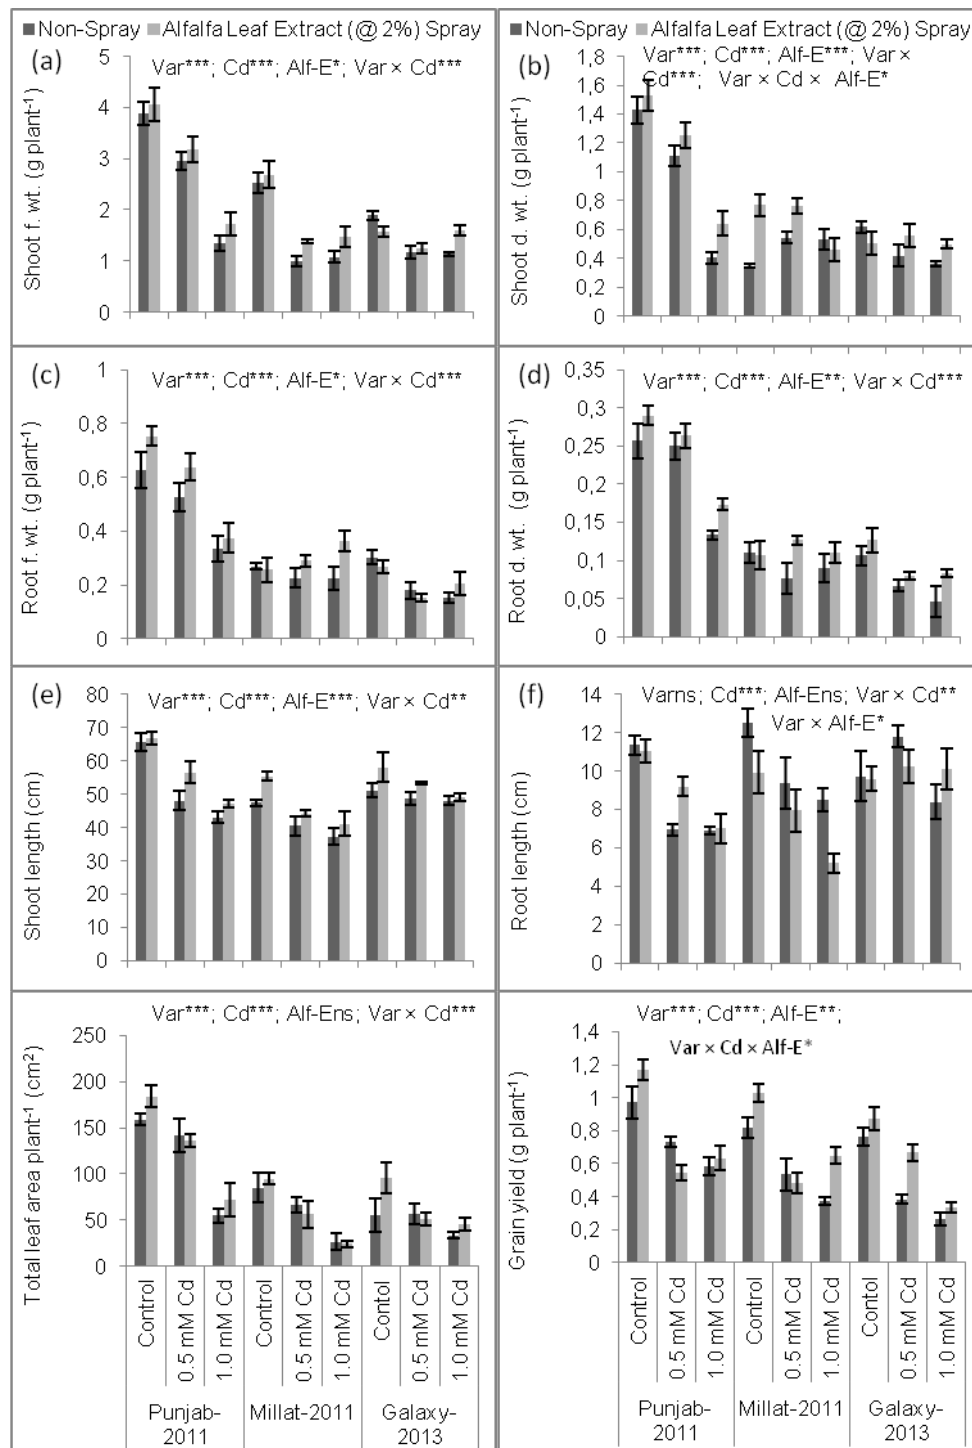 Non-Spray Alfalfa Leaf Extract (@ 2%) Spray
(a) Var***; Cd***; Alf-E*; Var × Cd***
Shoot f. wt. (g plant-1)
5
4
3
2
1
0
Non-Spray Alfalfa Leaf Extract (@ 2%) Spray
(b) Var***; Cd***; Alf-E***; Var ×
Cd***; Var × Cd × Alf-E*
Shoot d. wt. (g plant-1)
1,8
1,6
1,4
1,2
1
0,8
0,6
0,4
0,2
0
(c) Var***; Cd***; Alf-E*; Var × Cd***
Root f. wt. (g plant-1)
1
0,8
0,6
0,4
0,2
0
(d) Var***; Cd***; Alf-E**; Var × Cd***
Root d. wt. (g plant-1)
0,35
0,3
0,25
0,2
0,15
0,1
0,05
0
(e) Var***; Cd***; Alf-E***; Var × Cd**
Shoot length (cm)
80
70
60
50
40
30
20
10
0
(f) Varns; Cd***; Alf-Ens; Var × Cd**
Var × Alf-E*
Root length (cm)
14
12
10
8
6
4
2
0
Var***; Cd***; Alf-Ens; Var × Cd***
Total leaf area plant-1 (cm2)
250
200
150
100
50
0
Control
0.5 mM Cd
1.0 mM Cd
Control
0.5 mM Cd
1.0 mM Cd
Contol
0.5 mM Cd
1.0 mM Cd
Punjab-
2011
Millat-2011
Galaxy-
2013
Var***; Cd***; Alf-E**;
Var × Cd × Alf-E*
Grain yield (g plant-1)
1,4
1,2
1
0,8
0,6
0,4
0,2
0
Control
0.5 mM Cd
1.0 mM Cd
Control
0.5 mM Cd
1.0 mM Cd
Control
0.5 mM Cd
1.0 mM Cd
Punjab-
2011
Millat-2011
Galaxy-
2013